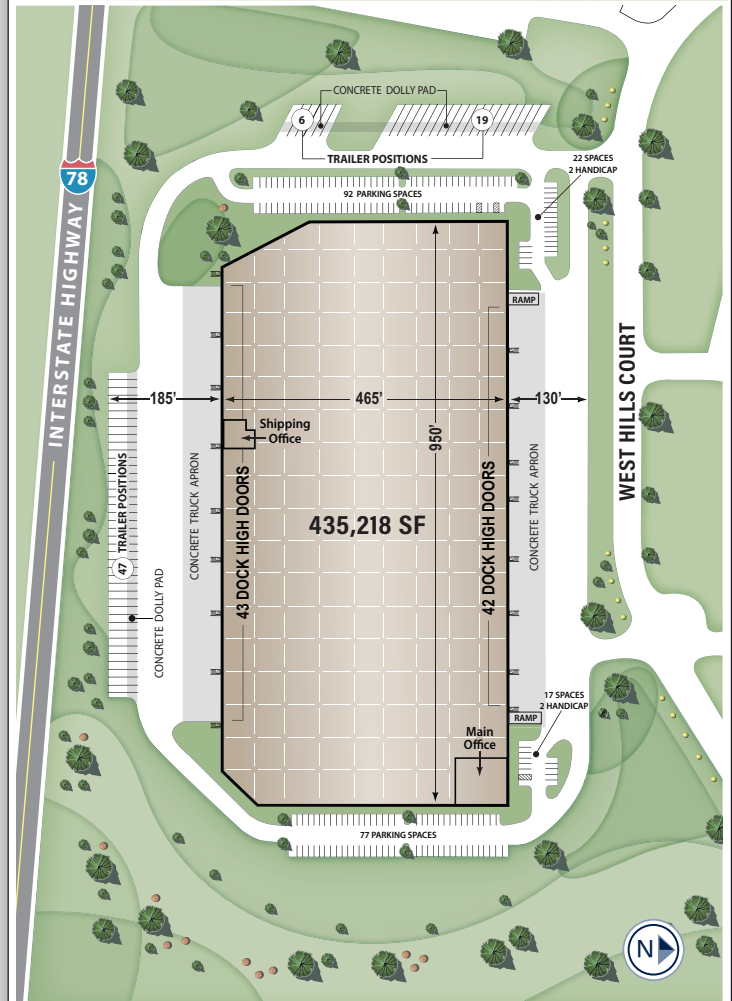 CONCRETE DOLLY PAD
6
19
TRAILER POSITIONS
22 SPACES
2 HANDICAP
78
92 PARKING SPACES
INTERSTATE HIGHWAY
RAMP
WEST HILLS COURT
185'
465'
130'
950'
Shipping
Office
CONCRETE TRUCK APRON
43 DOCK HIGH DOORS
42 DOCK HIGH DOORS
CONCRETE TRUCK APRON
47 TRAILER POSITIONS
435,218 SF
CONCRETE DOLLY PAD
17 SPACES
2 HANDICAP
RAMP
Main
Office
77 PARKING SPACES
N